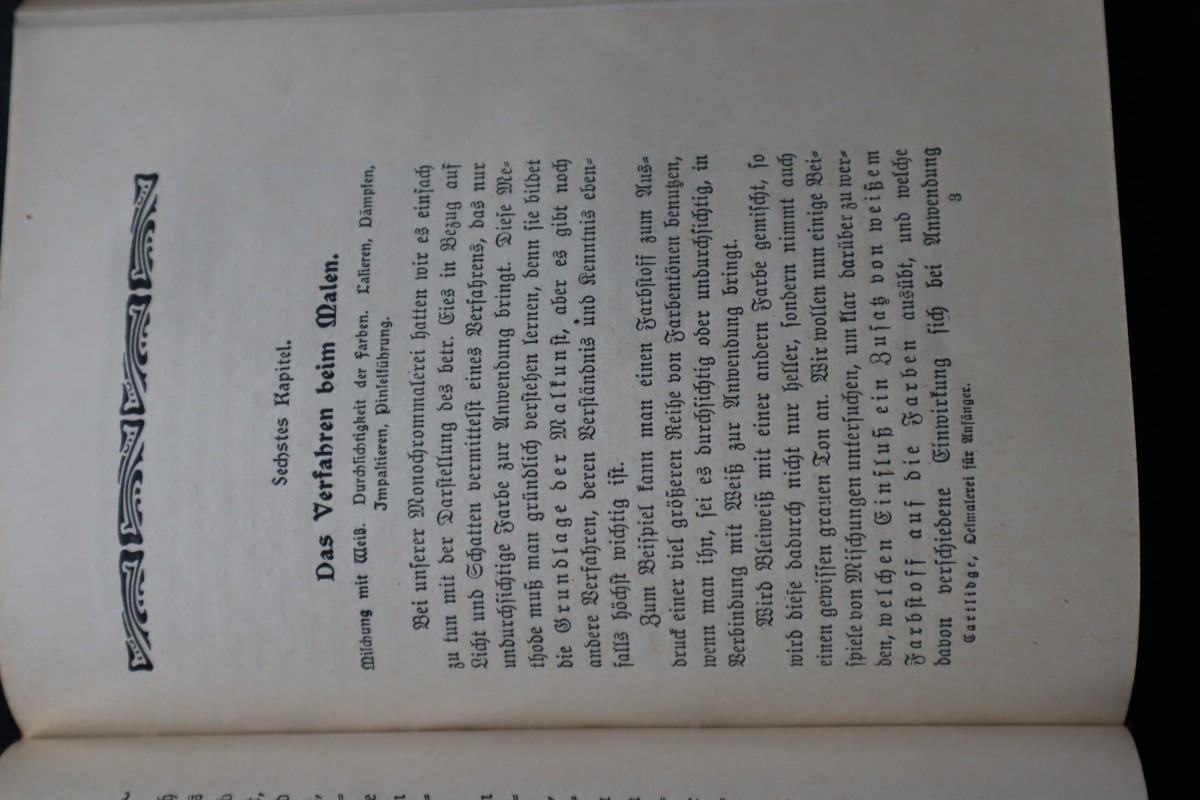 Sechstes Kapitel.
Das Verfahren beim Malen.
Mischung mit Weiß. Durchsichtigkeit der Farben. Lasieren, Dämpfen,
Impastieren, Pinselführung.
Bei unserer Monochrommalerei hatten wir es einfach
zu tun mit der Darstellung des betr. Eies in Bezug auf
Licht und Schatten vermittelst eines Verfahrens, das nur
undurchsichtige Farbe zur Anwendung bringt. Diese Me-
thode muß man gründlich verstehen lernen, denn sie bildet
die Grundlage der Malkunst, aber es gibt noch
andere Verfahren, deren Verständnis und Kenntnis eben-
falls höchst wichtig ist.
Zum Beispiel kann man einen Farbstoff zum Aus-
druck einer viel größeren Reihe von Farbentönen benutzen,
wenn man ihn, sei es durchsichtig oder undurchsichtig, in
Verbindung mit Weiß zur Anwendung bringt.
Wird Bleiweiß mit einer andern Farbe gemischt, so
wird diese dadurch nicht nur heller, sondern nimmt auch
einen gewissen grauen Ton an. Wir wollen nun einige Bei-
spiele von Mischungen untersuchen, um klar darüber zu wer-
den, welchen Einfluß ein Zusatz von weißem
Farbstoff auf die Farben ausübt, und welche
davon verschiedene Einwirkung sich bei Anwendung
Cartlidge, Oelmalerei für Anfänger.
3